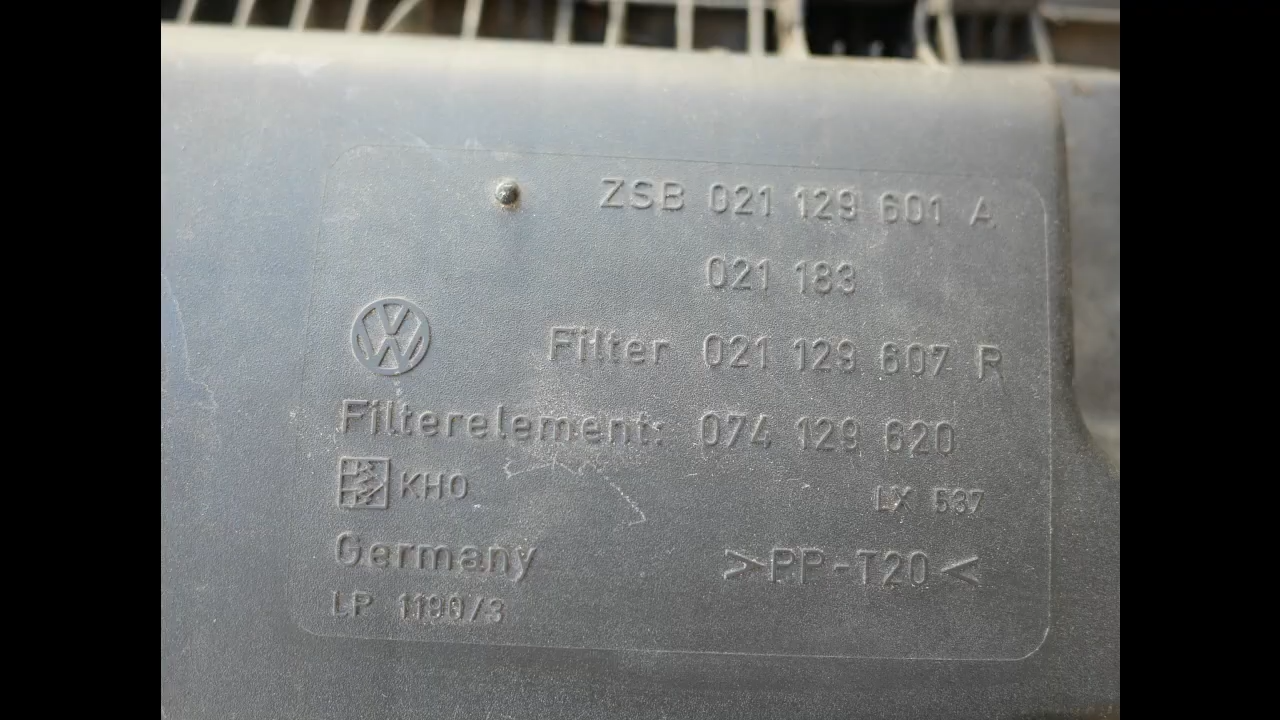 ZSB 021 129 601 A
021 183
Filter 021 129 607 R
Filterelement: 074 129 620
KHO LX 537
Germany >PP-T20<
LP 1190/3